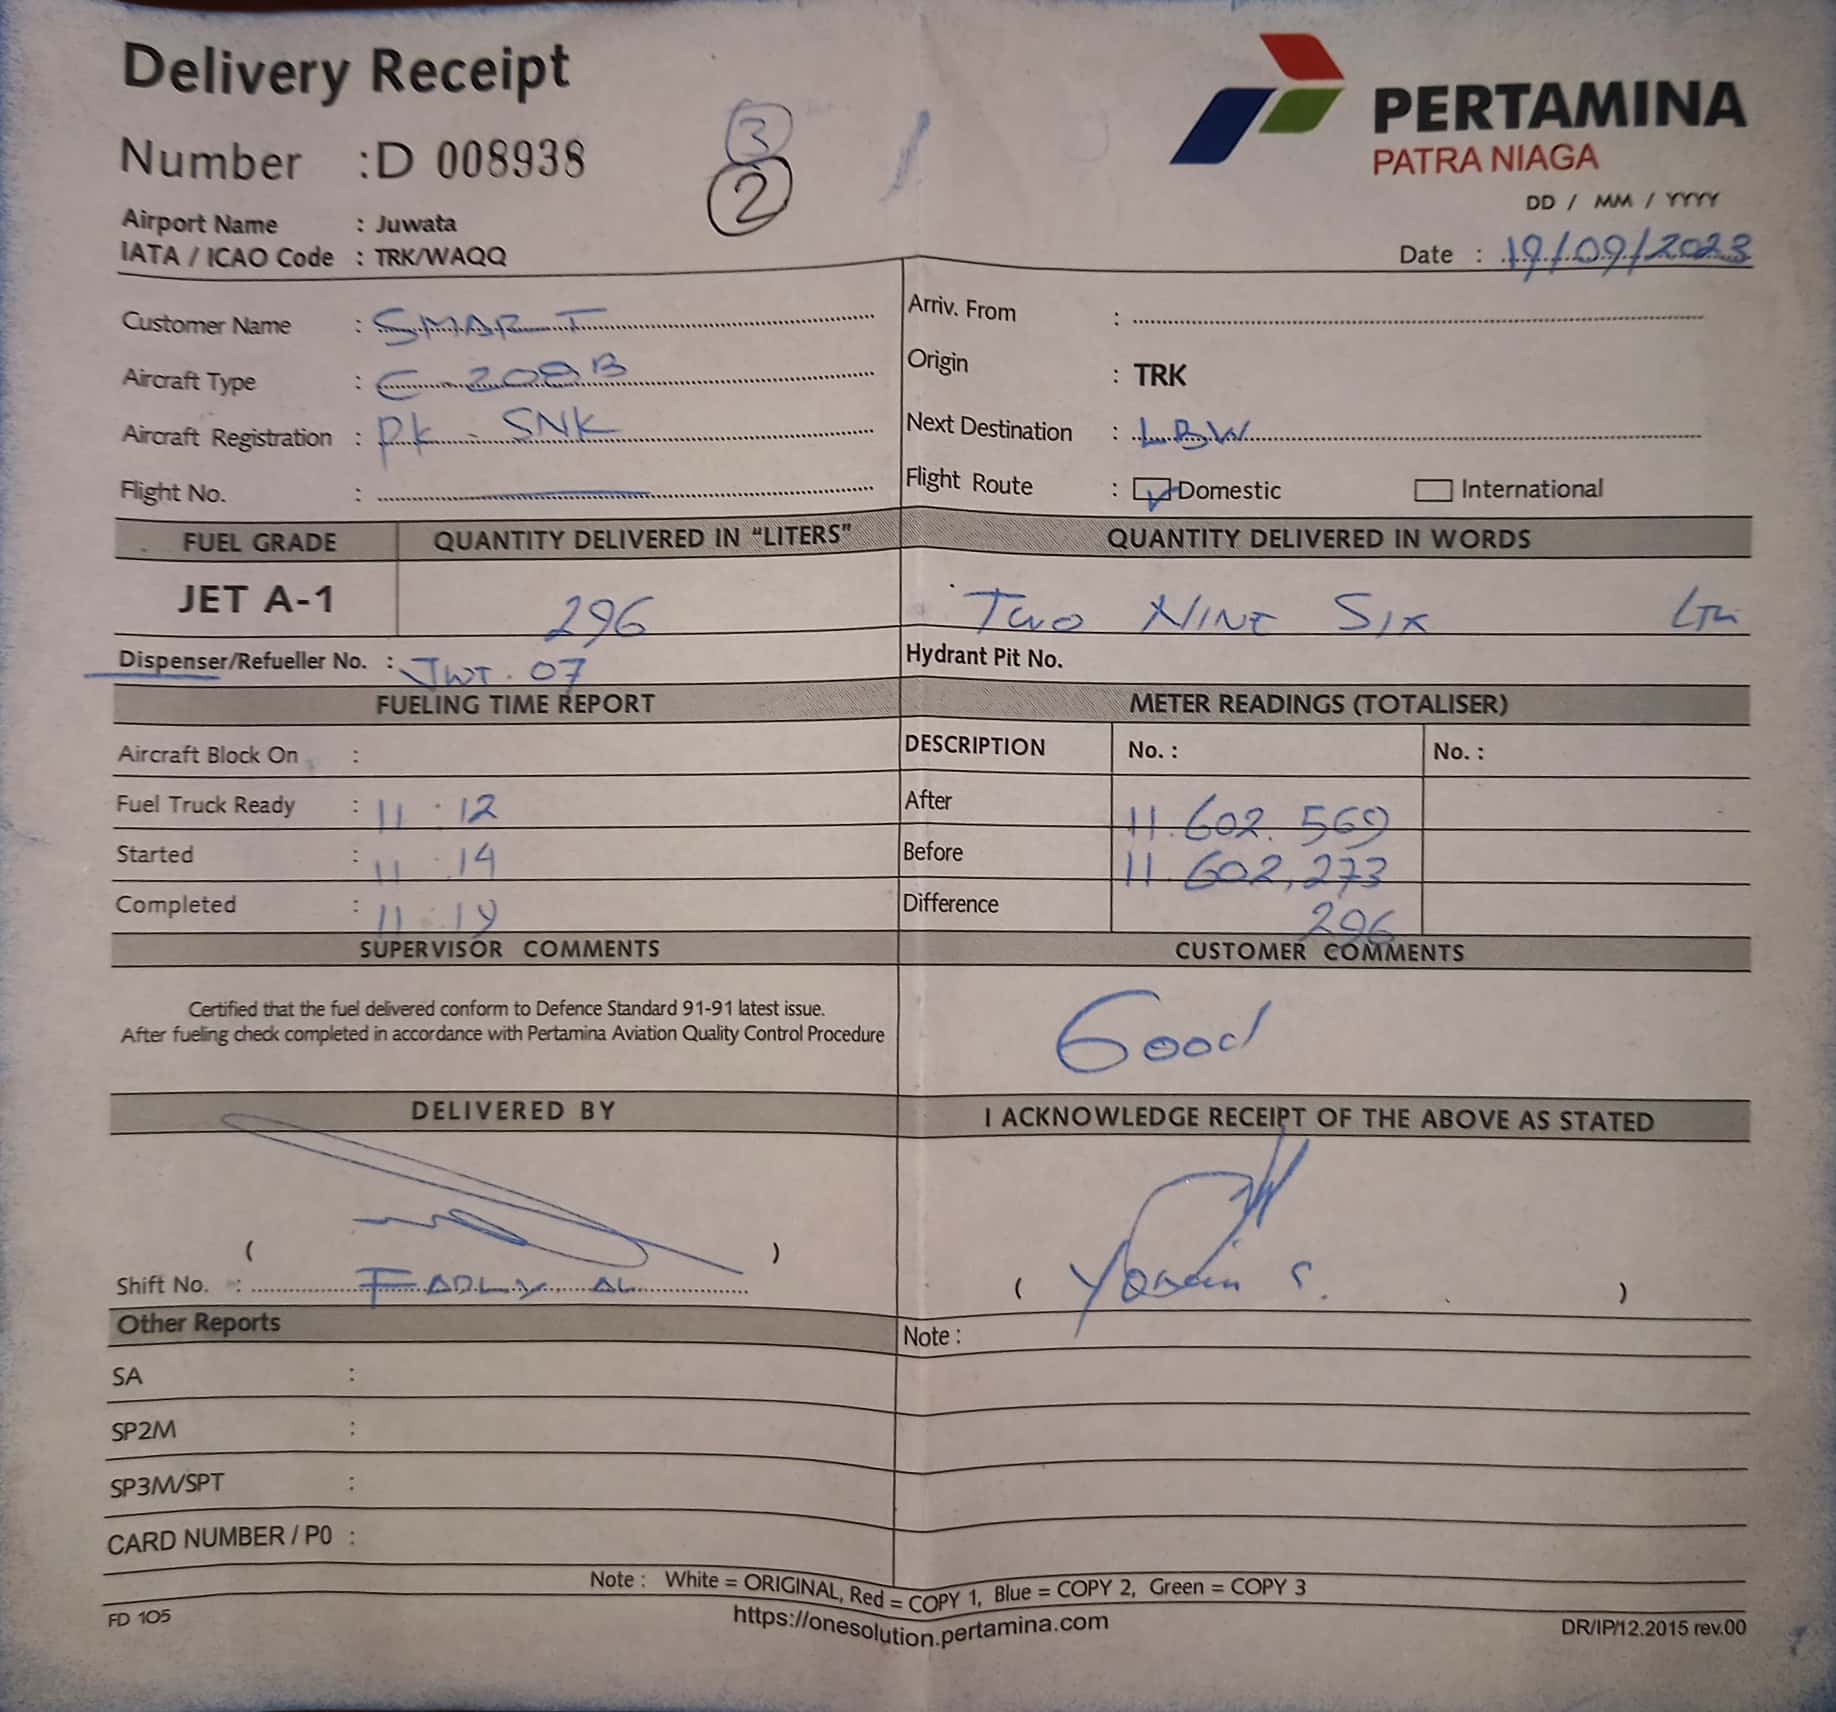 Delivery Receipt
Number :D 008938
3
2
PERTAMINA
PATRA NIAGA
Airport Name : Juwata
IATA / ICAO Code : TRK/WAQQ
DD / MM / YYYY
Date : 19/09/2023
Customer Name : SMART
Aircraft Type : C 208B
Aircraft Registration : PK - SNK
Flight No. :
Arriv. From :
Origin : TRK
Next Destination : LBW
Flight Route : Domestic International
FUEL GRADE QUANTITY DELIVERED IN “LITERS” QUANTITY DELIVERED IN WORDS
JET A-1 296 Two NINE SIX
Dispenser/Refueller No. : JWT. 07 Hydrant Pit No.
FUELING TIME REPORT METER READINGS (TOTALISER)
Aircraft Block On : DESCRIPTION No. : No. :
Fuel Truck Ready : 11 : 12 After 11.602.569
Started : 11 .14 Before 11.602,273
Completed : 11 : 19 Difference 296
SUPERVISOR COMMENTS CUSTOMER COMMENTS
Certified that the fuel delivered conform to Defence Standard 91-91 latest issue.
After fueling check completed in accordance with Pertamina Aviation Quality Control Procedure
Good
DELIVERED BY I ACKNOWLEDGE RECEIPT OF THE ABOVE AS STATED
( )
Shift No. : FADLY AL
( )
Other Reports Note :
SA :
SP2M :
SP3M/SPT :
CARD NUMBER / P0 :
Note : White = ORIGINAL, Red = COPY 1, Blue = COPY 2, Green = COPY 3
FD 105 https://onesolution.pertamina.com DR/IP/12.2015 rev.00